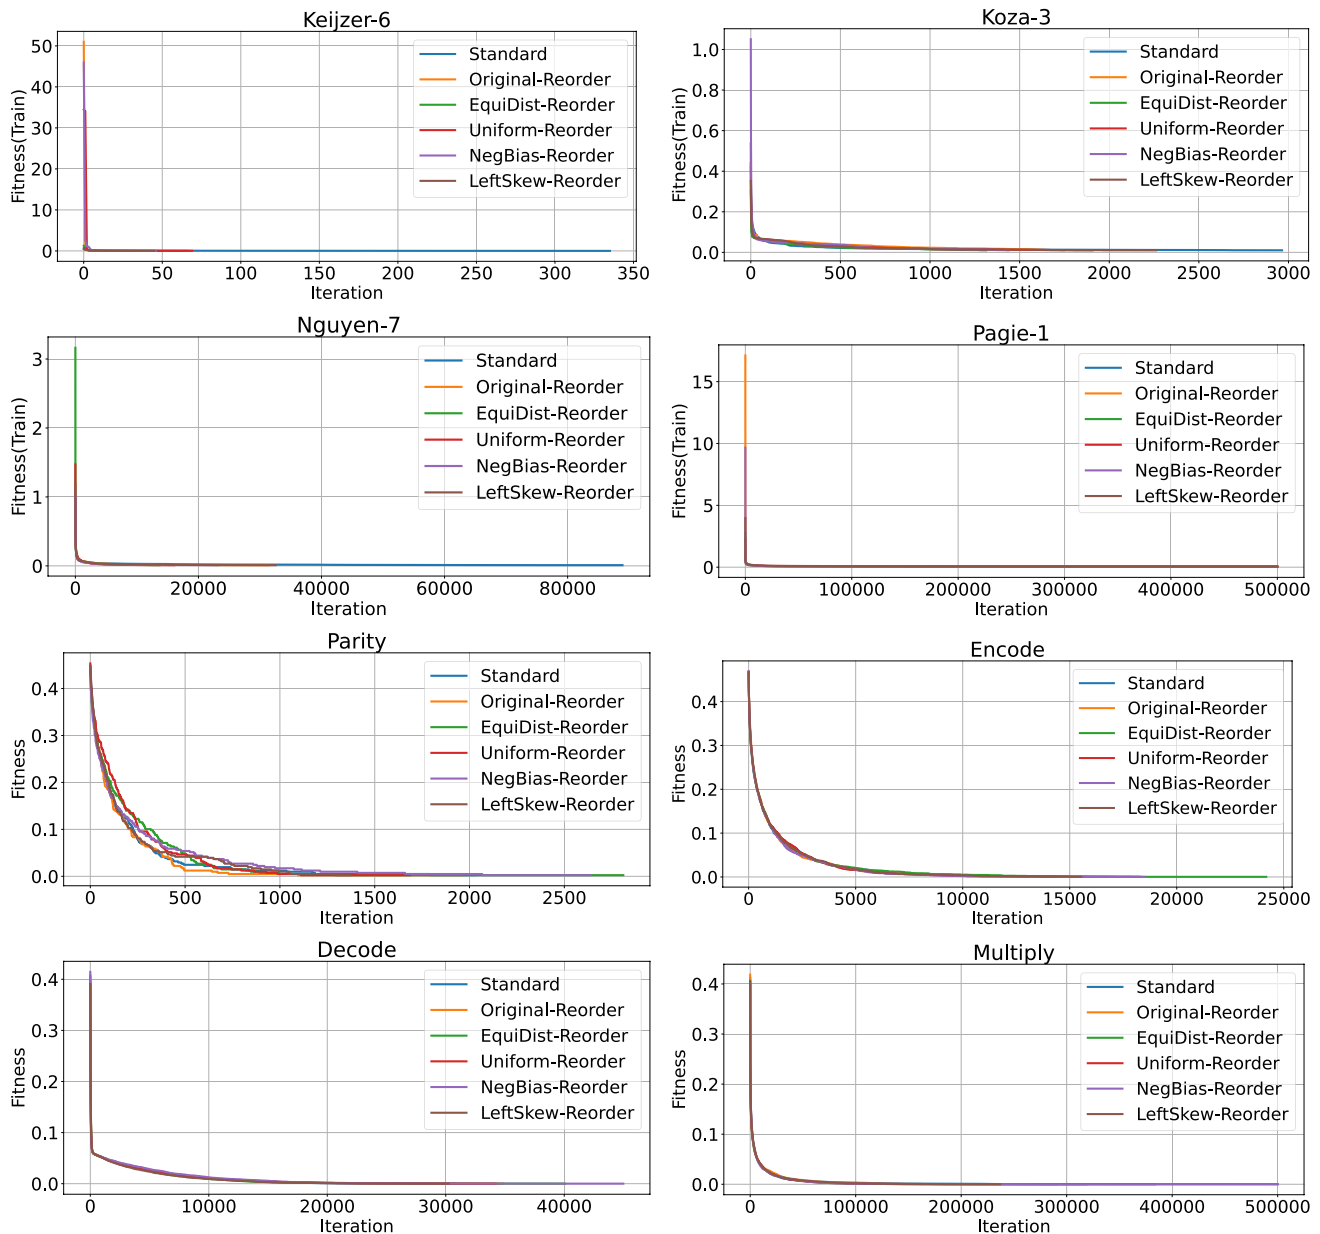 Keijzer-6
Fitness(Train)
50
40
30
20
10
0
0 50 100 150 200 250 300 350
Iteration
Standard
Original-Reorder
EquiDist-Reorder
Uniform-Reorder
NegBias-Reorder
LeftSkew-Reorder
Koza-3
Fitness(Train)
1.0
0.8
0.6
0.4
0.2
0.0
0 500 1000 1500 2000 2500 3000
Iteration
Standard
Original-Reorder
EquiDist-Reorder
Uniform-Reorder
NegBias-Reorder
LeftSkew-Reorder
Nguyen-7
Fitness(Train)
3
2
1
0
0 20000 40000 60000 80000
Iteration
Standard
Original-Reorder
EquiDist-Reorder
Uniform-Reorder
NegBias-Reorder
LeftSkew-Reorder
Pagie-1
Fitness(Train)
15
10
5
0
0 100000 200000 300000 400000 500000
Iteration
Standard
Original-Reorder
EquiDist-Reorder
Uniform-Reorder
NegBias-Reorder
LeftSkew-Reorder
Parity
Fitness
0.4
0.3
0.2
0.1
0.0
0 500 1000 1500 2000 2500
Iteration
Standard
Original-Reorder
EquiDist-Reorder
Uniform-Reorder
NegBias-Reorder
LeftSkew-Reorder
Encode
Fitness
0.4
0.3
0.2
0.1
0.0
0 5000 10000 15000 20000 25000
Iteration
Standard
Original-Reorder
EquiDist-Reorder
Uniform-Reorder
NegBias-Reorder
LeftSkew-Reorder
Decode
Fitness
0.4
0.3
0.2
0.1
0.0
0 10000 20000 30000 40000
Iteration
Standard
Original-Reorder
EquiDist-Reorder
Uniform-Reorder
NegBias-Reorder
LeftSkew-Reorder
Multiply
Fitness
0.4
0.3
0.2
0.1
0.0
0 100000 200000 300000 400000 500000
Iteration
Standard
Original-Reorder
EquiDist-Reorder
Uniform-Reorder
NegBias-Reorder
LeftSkew-Reorder